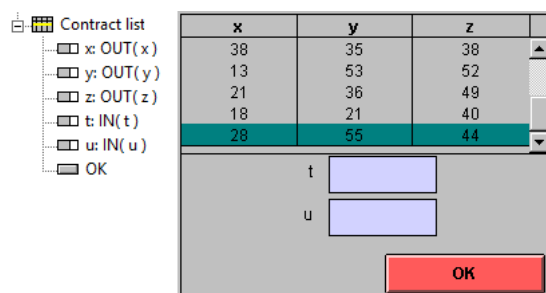 Contract list
x: OUT( x )
y: OUT( y )
z: OUT( z )
t: IN( t )
u: IN( u )
OK
x y z
38 35 38
13 53 52
21 36 49
18 21 40
28 55 44
t
u
OK